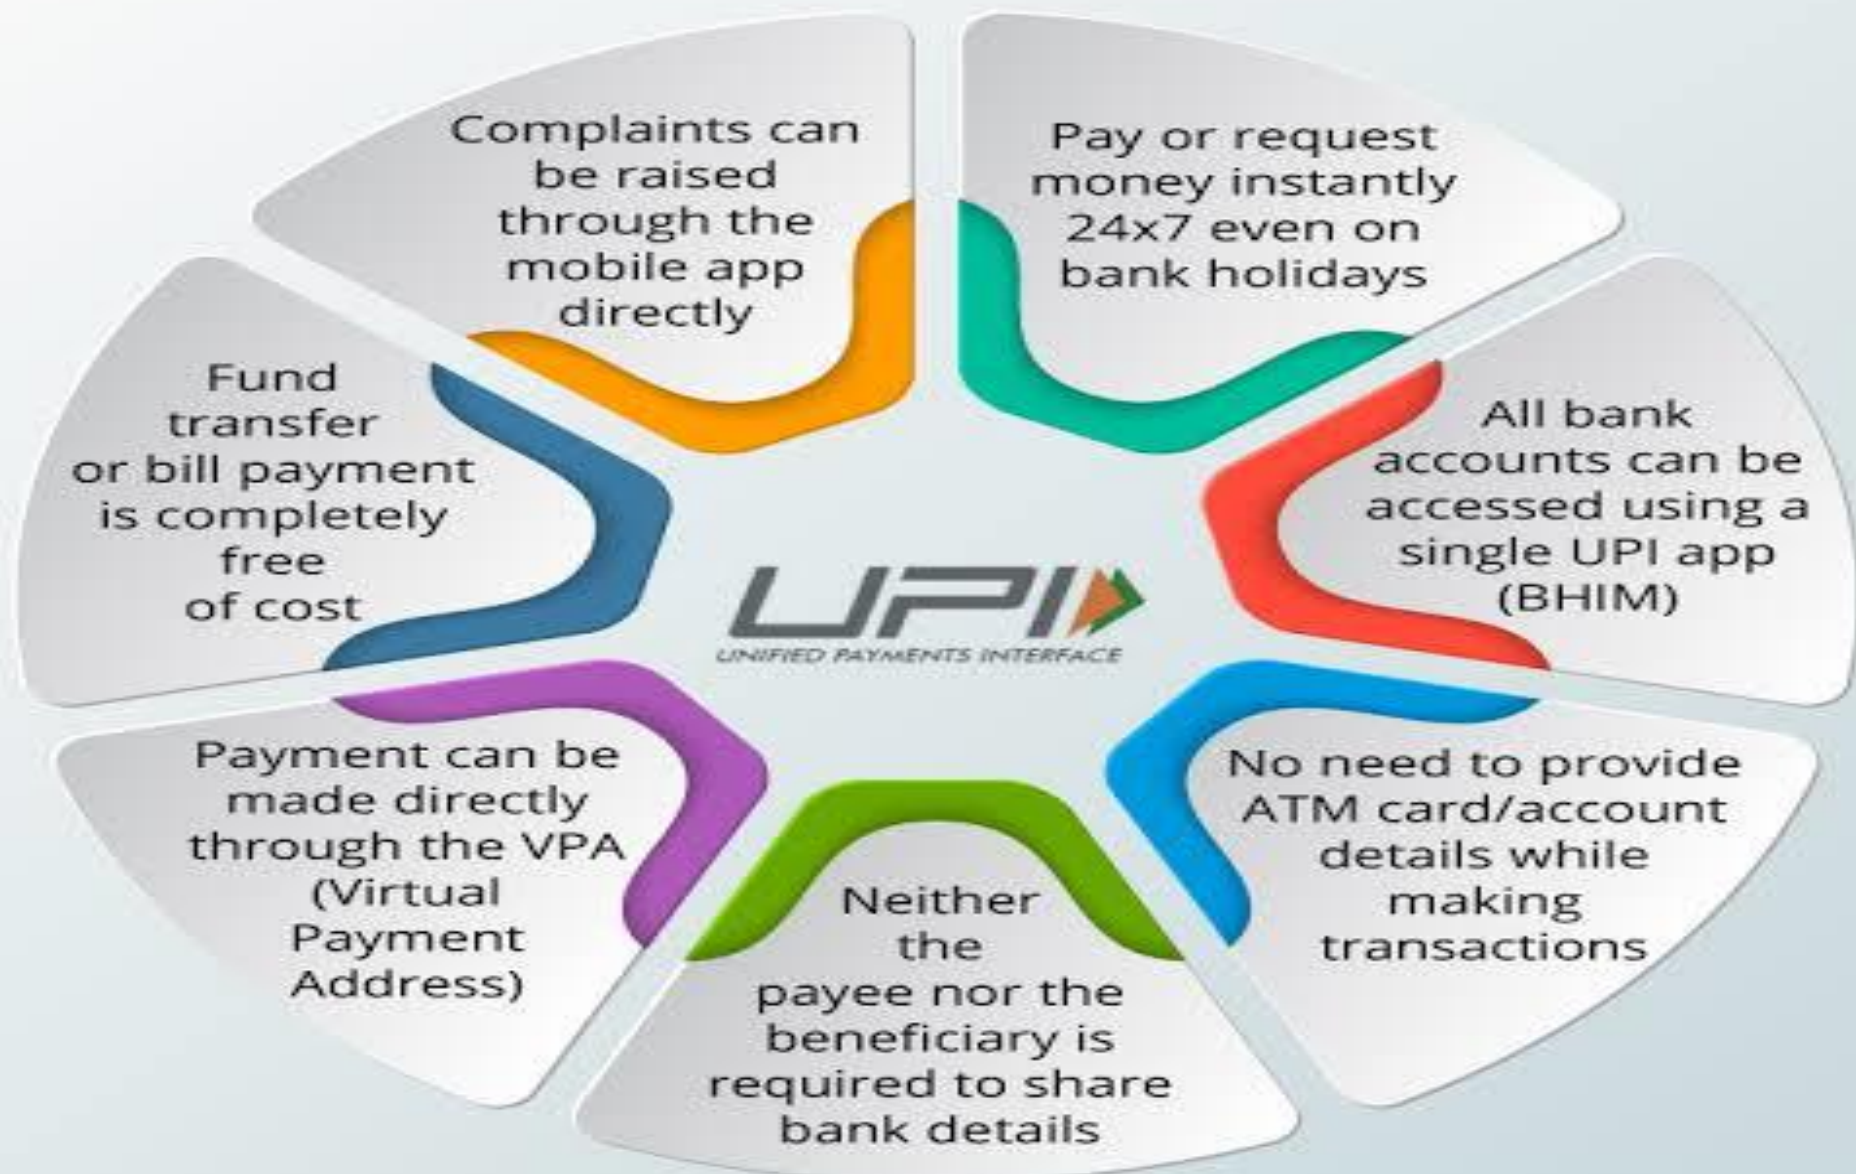 Complaints can
be raised
through the
mobile app
directly
Pay or request
money instantly
24x7 even on
bank holidays
All bank
accounts can be
accessed using a
single UPI app
(BHIM)
No need to provide
ATM card/account
details while
making
transactions
Neither
the
payee nor the
beneficiary is
required to share
bank details
Payment can be
made directly
through the VPA
(Virtual
Payment
Address)
Fund
transfer
or bill payment
is completely
free
of cost
UPI
UNIFIED PAYMENTS INTERFACE